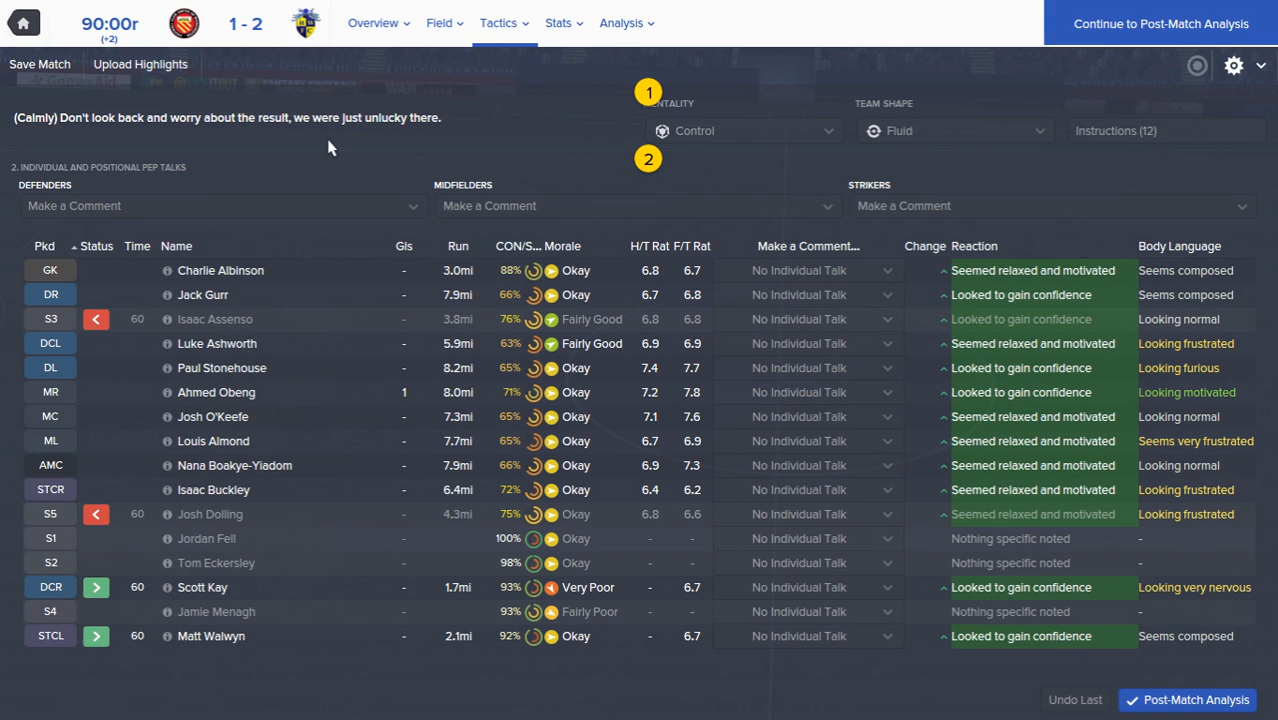 90:00r
(+2)
1 - 2
Overview
Field
Tactics
Stats
Analysis
Continue to Post-Match Analysis
Save Match
Upload Highlights
(Calmly) Don't look back and worry about the result, we were just unlucky there.
1
ENTALITY
TEAM SHAPE
Control
Fluid
Instructions (12)
2
2. INDIVIDUAL AND POSITIONAL PEP TALKS
DEFENDERS MIDFIELDERS STRIKERS
Make a Comment Make a Comment Make a Comment
Pkd Status Time Name Gls Run CON/S... Morale H/T Rat F/T Rat Make a Comment... Change Reaction Body Language
GK Charlie Albinson - 3.0mi 88% Okay 6.8 6.7 No Individual Talk Seemed relaxed and motivated Seems composed
DR Jack Gurr - 7.9mi 66% Okay 6.7 6.8 No Individual Talk Looked to gain confidence Seems composed
S3 60 Isaac Assenso - 3.8mi 76% Fairly Good 6.8 6.8 No Individual Talk Looked to gain confidence Looking normal
DCL Luke Ashworth - 5.9mi 63% Fairly Good 6.9 6.9 No Individual Talk Seemed relaxed and motivated Looking frustrated
DL Paul Stonehouse - 8.2mi 65% Okay 7.4 7.7 No Individual Talk Looked to gain confidence Looking furious
MR Ahmed Obeng 1 8.0mi 71% Okay 7.2 7.8 No Individual Talk Looked to gain confidence Looking motivated
MC Josh O'Keefe - 7.3mi 65% Okay 7.1 7.6 No Individual Talk Seemed relaxed and motivated Looking normal
ML Louis Almond - 7.7mi 65% Okay 6.7 6.9 No Individual Talk Seemed relaxed and motivated Seems very frustrated
AMC Nana Boakye-Yiadom - 7.9mi 66% Okay 6.9 7.3 No Individual Talk Seemed relaxed and motivated Looking normal
STCR Isaac Buckley - 6.4mi 72% Okay 6.4 6.2 No Individual Talk Seemed relaxed and motivated Looking frustrated
S5 60 Josh Dolling - 4.3mi 75% Okay 6.8 6.6 No Individual Talk Seemed relaxed and motivated Looking frustrated
S1 Jordan Fell - 100% Okay - - No Individual Talk Nothing specific noted -
S2 Tom Eckersley - 98% Okay - - No Individual Talk Nothing specific noted -
DCR 60 Scott Kay - 1.7mi 93% Very Poor - 6.7 No Individual Talk Looked to gain confidence Looking very nervous
S4 Jamie Menagh - 93% Fairly Poor - - No Individual Talk Nothing specific noted -
STCL 60 Matt Walwyn - 2.1mi 92% Okay - 6.7 No Individual Talk Looked to gain confidence Seems composed
Undo Last
Post-Match Analysis